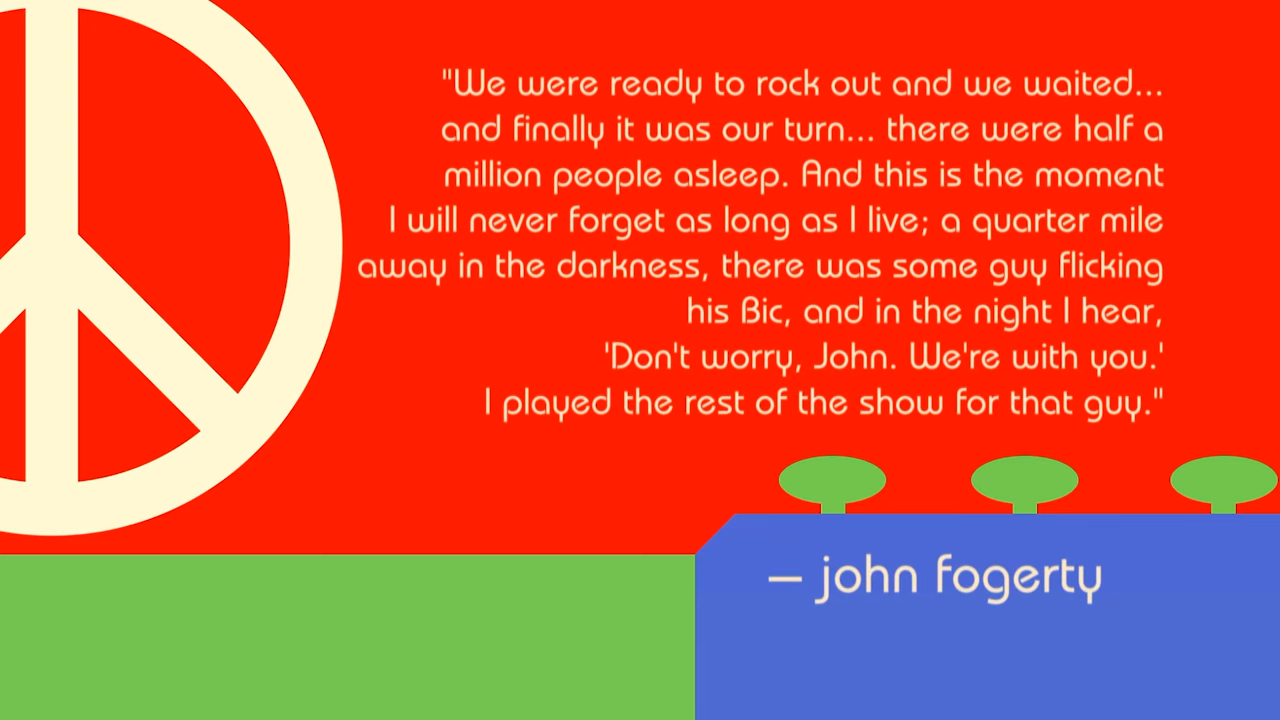 "We were ready to rock out and we waited...
and finally it was our turn... there were half a
million people asleep. And this is the moment
I will never forget as long as I live; a quarter mile
away in the darkness, there was some guy flicking
his Bic, and in the night I hear,
'Don't worry, John. We're with you.'
I played the rest of the show for that guy."
— john fogerty